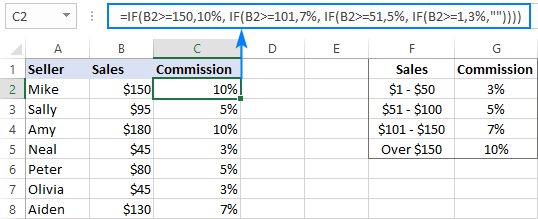 C2 =IF(B2>=150,10%, IF(B2>=101,7%, IF(B2>=51,5%, IF(B2>=1,3%,""))))
A B C D E F G
1 Seller Sales Commission Sales Commission
2 Mike $150 10% $1 - $50 3%
3 Sally $95 5% $51 - $100 5%
4 Amy $180 10% $101 - $150 7%
5 Neal $45 3% Over $150 10%
6 Peter $80 5%
7 Olivia $45 3%
8 Aiden $130 7%